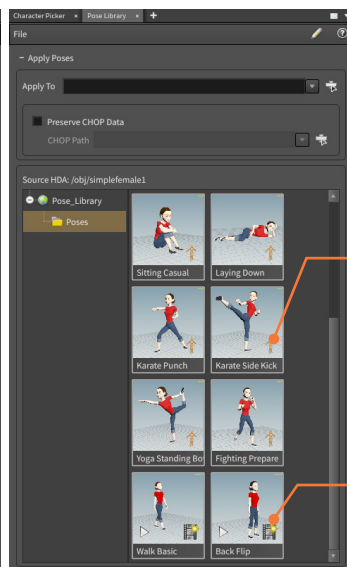 Character Picker × Pose Library × +
File
− Apply Poses
Apply To
Preserve CHOP Data
CHOP Path
Source HDA: /obj/simplefemale1
Pose_Library
Poses
Sitting Casual Laying Down
Karate Punch Karate Side Kick
Yoga Standing Bo Fighting Prepare
Walk Basic Back Flip